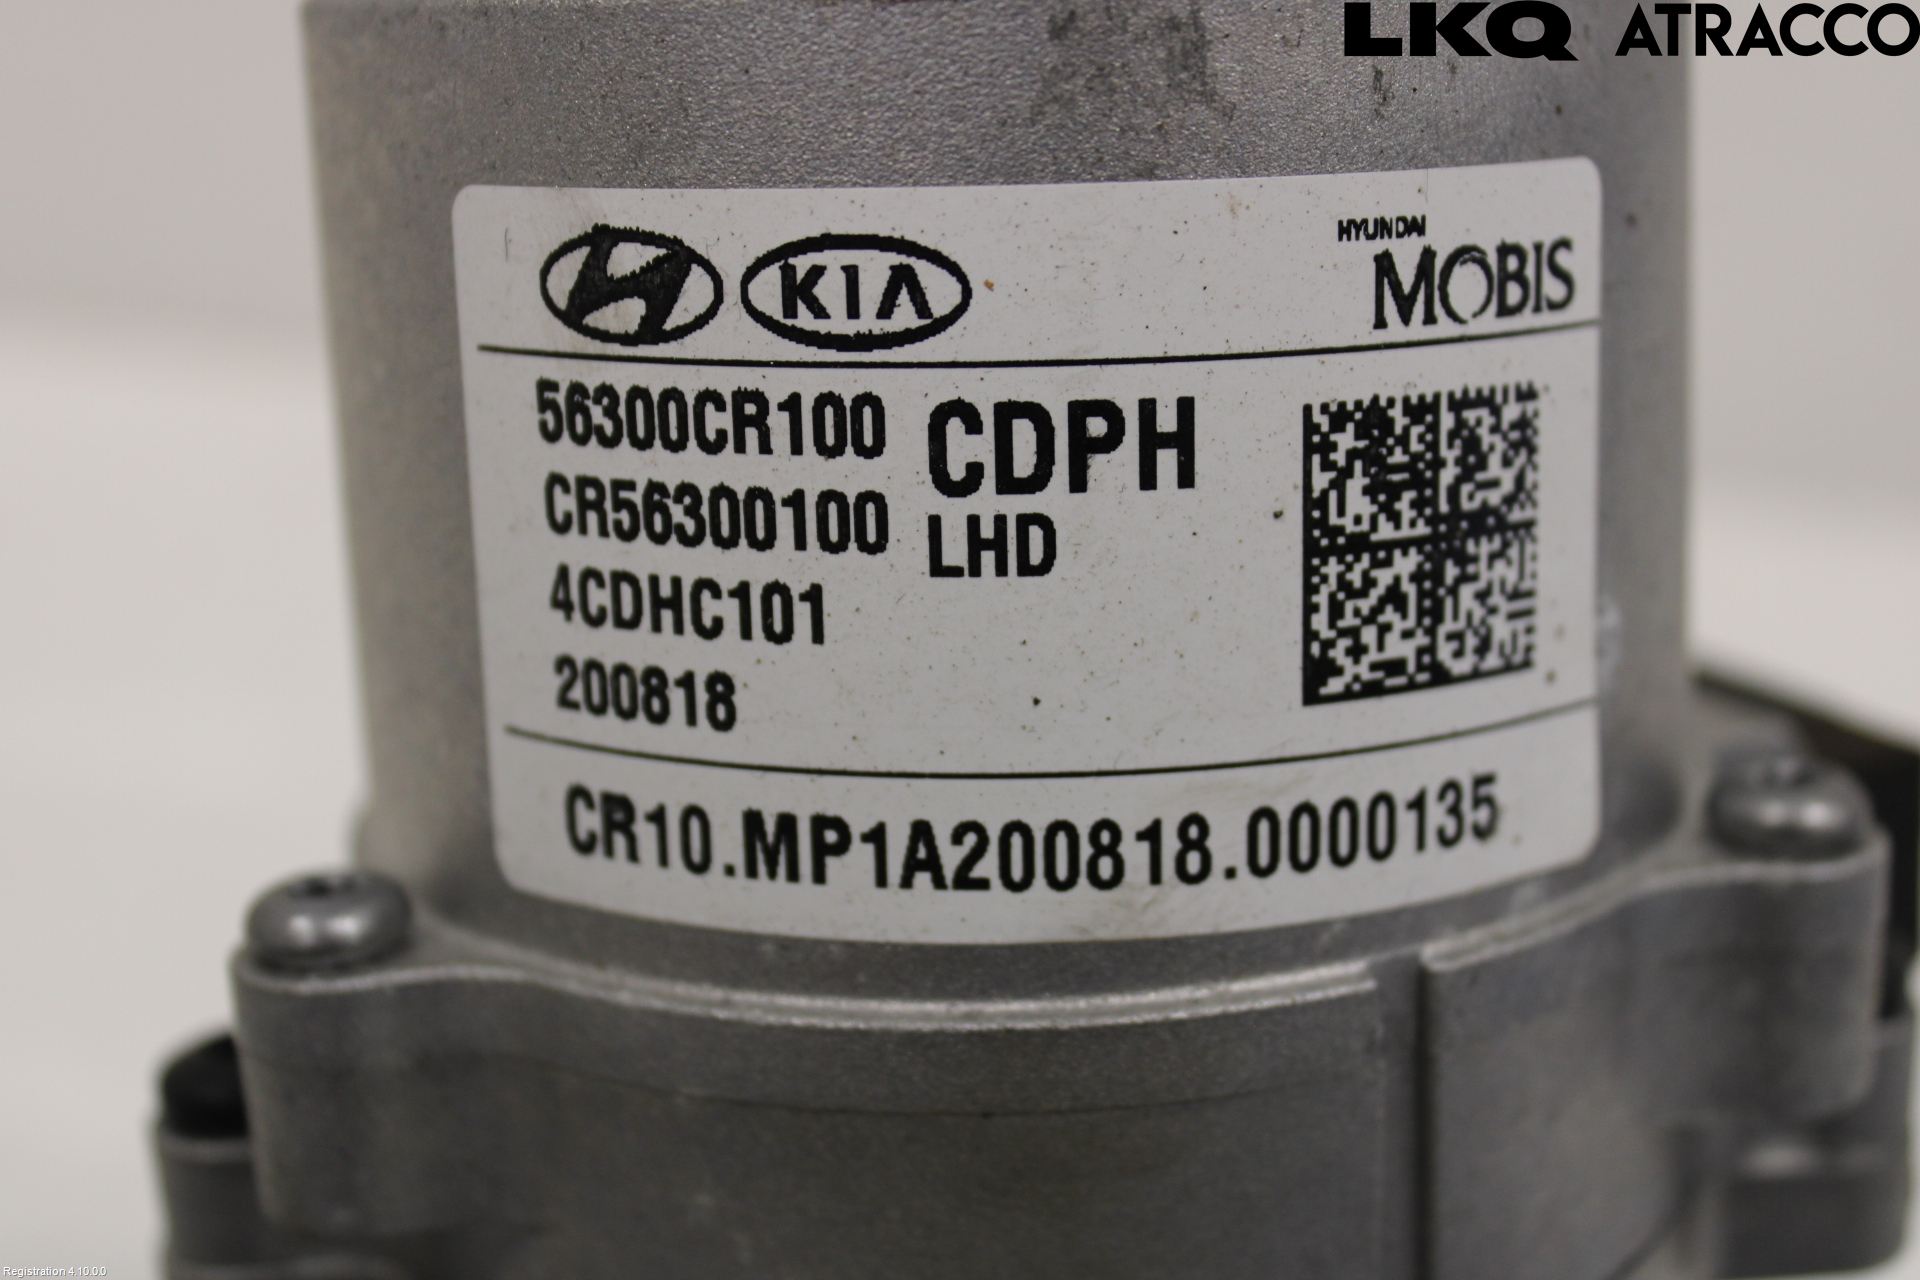 LKQ ATRACCO
KIA
HYUNDAI
MOBIS
56300CR100
CDPH
CR56300100
LHD
4CDHC101
200818
CR10.MP1A200818.0000135
Registration 4.10.0.0